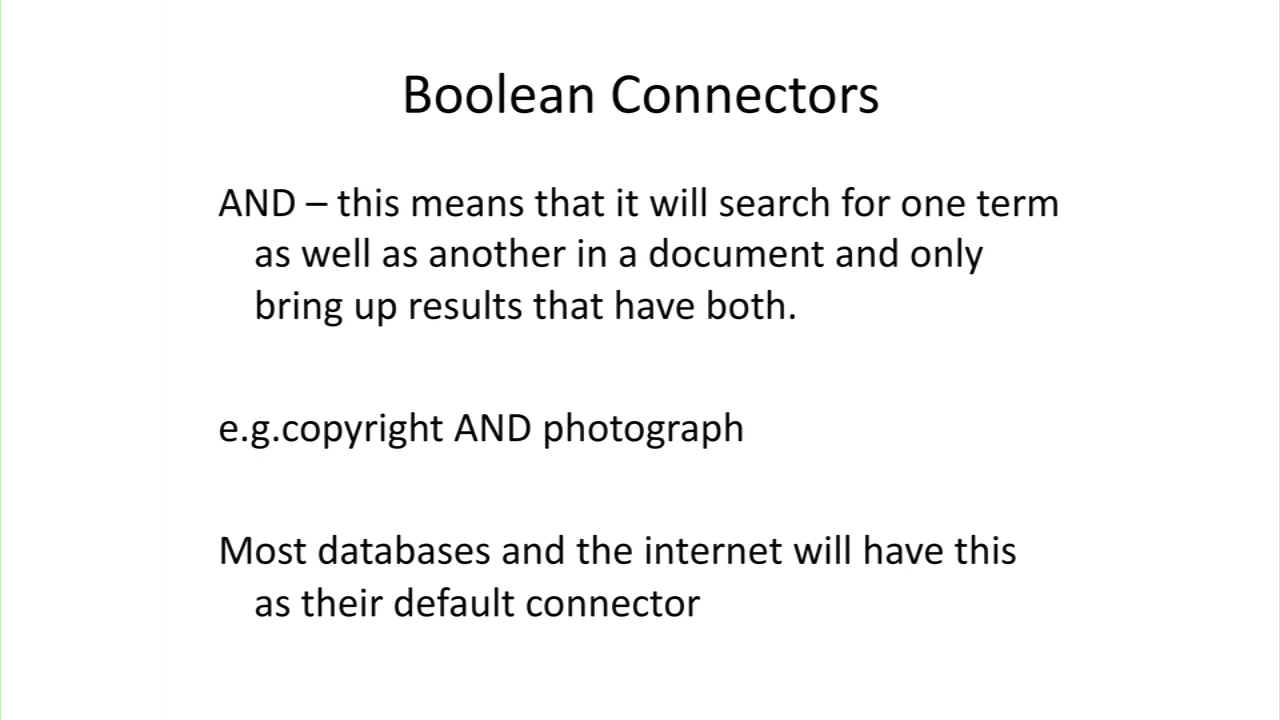 Boolean Connectors
AND – this means that it will search for one term
as well as another in a document and only
bring up results that have both.
e.g.copyright AND photograph
Most databases and the internet will have this
as their default connector